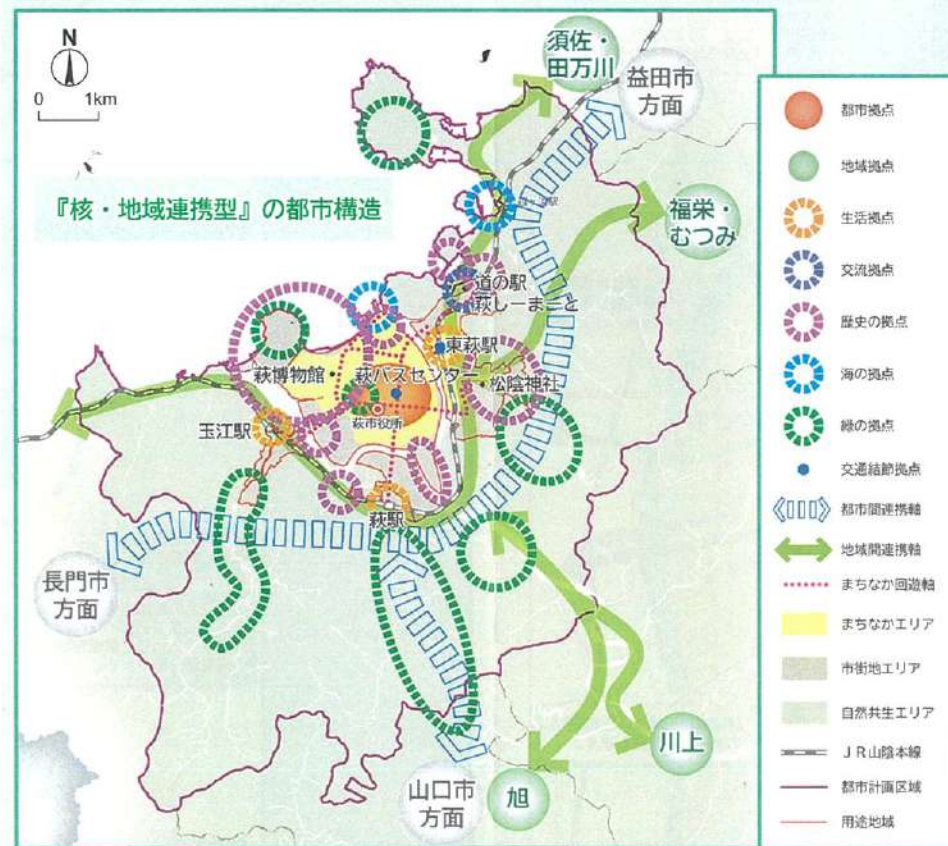 N
0 1km
須佐・
田万川
益田市
方面
『核・地域連携型』の都市構造
福栄・
むつみ
道の駅
萩しーまーと
東萩駅
萩博物館
萩バスセンター
松陰神社
萩市役所
玉江駅
萩駅
長門市
方面
川上
山口市
方面
旭
都市拠点
地域拠点
生活拠点
交流拠点
歴史の拠点
海の拠点
緑の拠点
交通結節拠点
都市間連携軸
地域間連携軸
まちなか回遊軸
まちなかエリア
市街地エリア
自然共生エリア
JR山陰本線
都市計画区域
用途地域